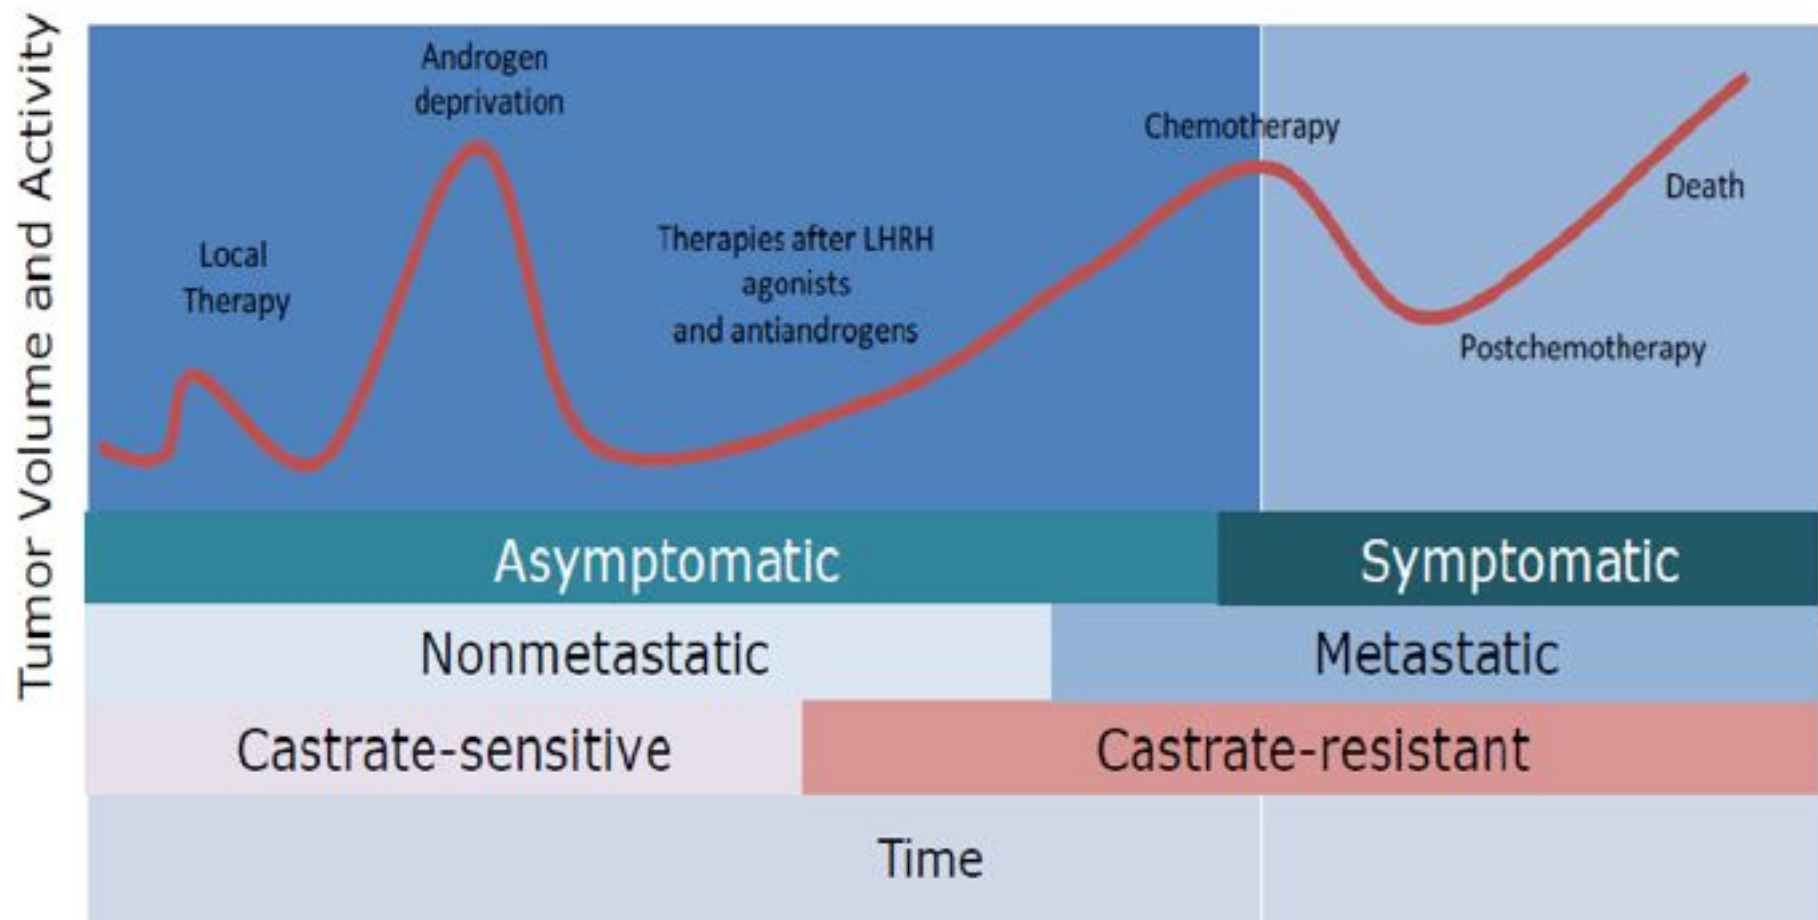 Tumor Volume and Activity
Androgen
deprivation
Chemotherapy
Local
Therapy
Therapies after LHRH
agonists
and antiandrogens
Death
Postchemotherapy
Asymptomatic
Symptomatic
Nonmetastatic
Metastatic
Castrate-sensitive
Castrate-resistant
Time